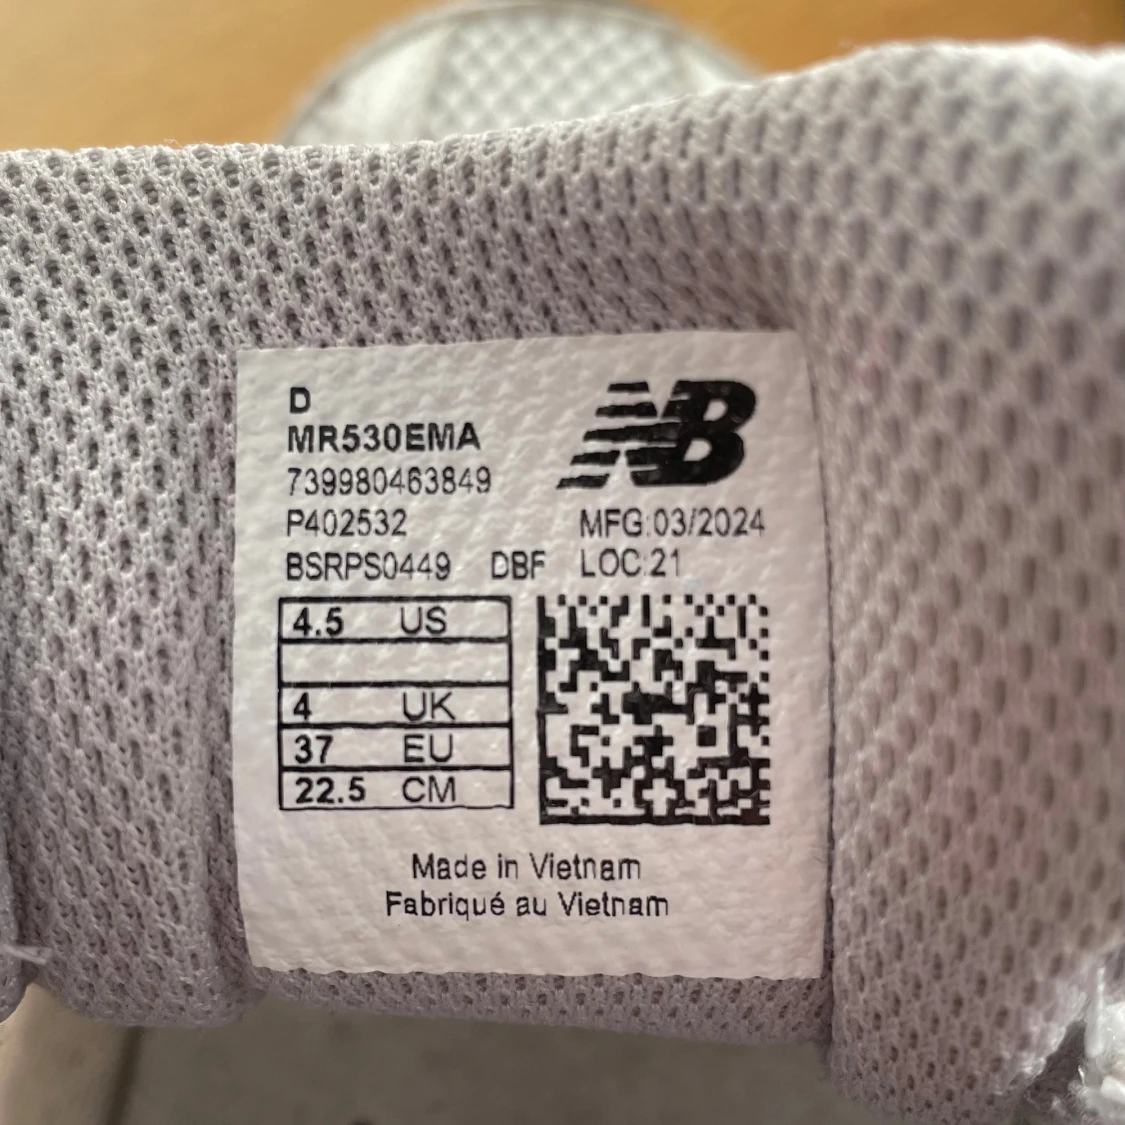 D
MR530EMA
739980463849
P402532
MFG:03/2024
BSRPS0449 DBF LOC:21
4.5 US
4 UK
37 EU
22.5 CM
Made in Vietnam
Fabriqué au Vietnam
NB